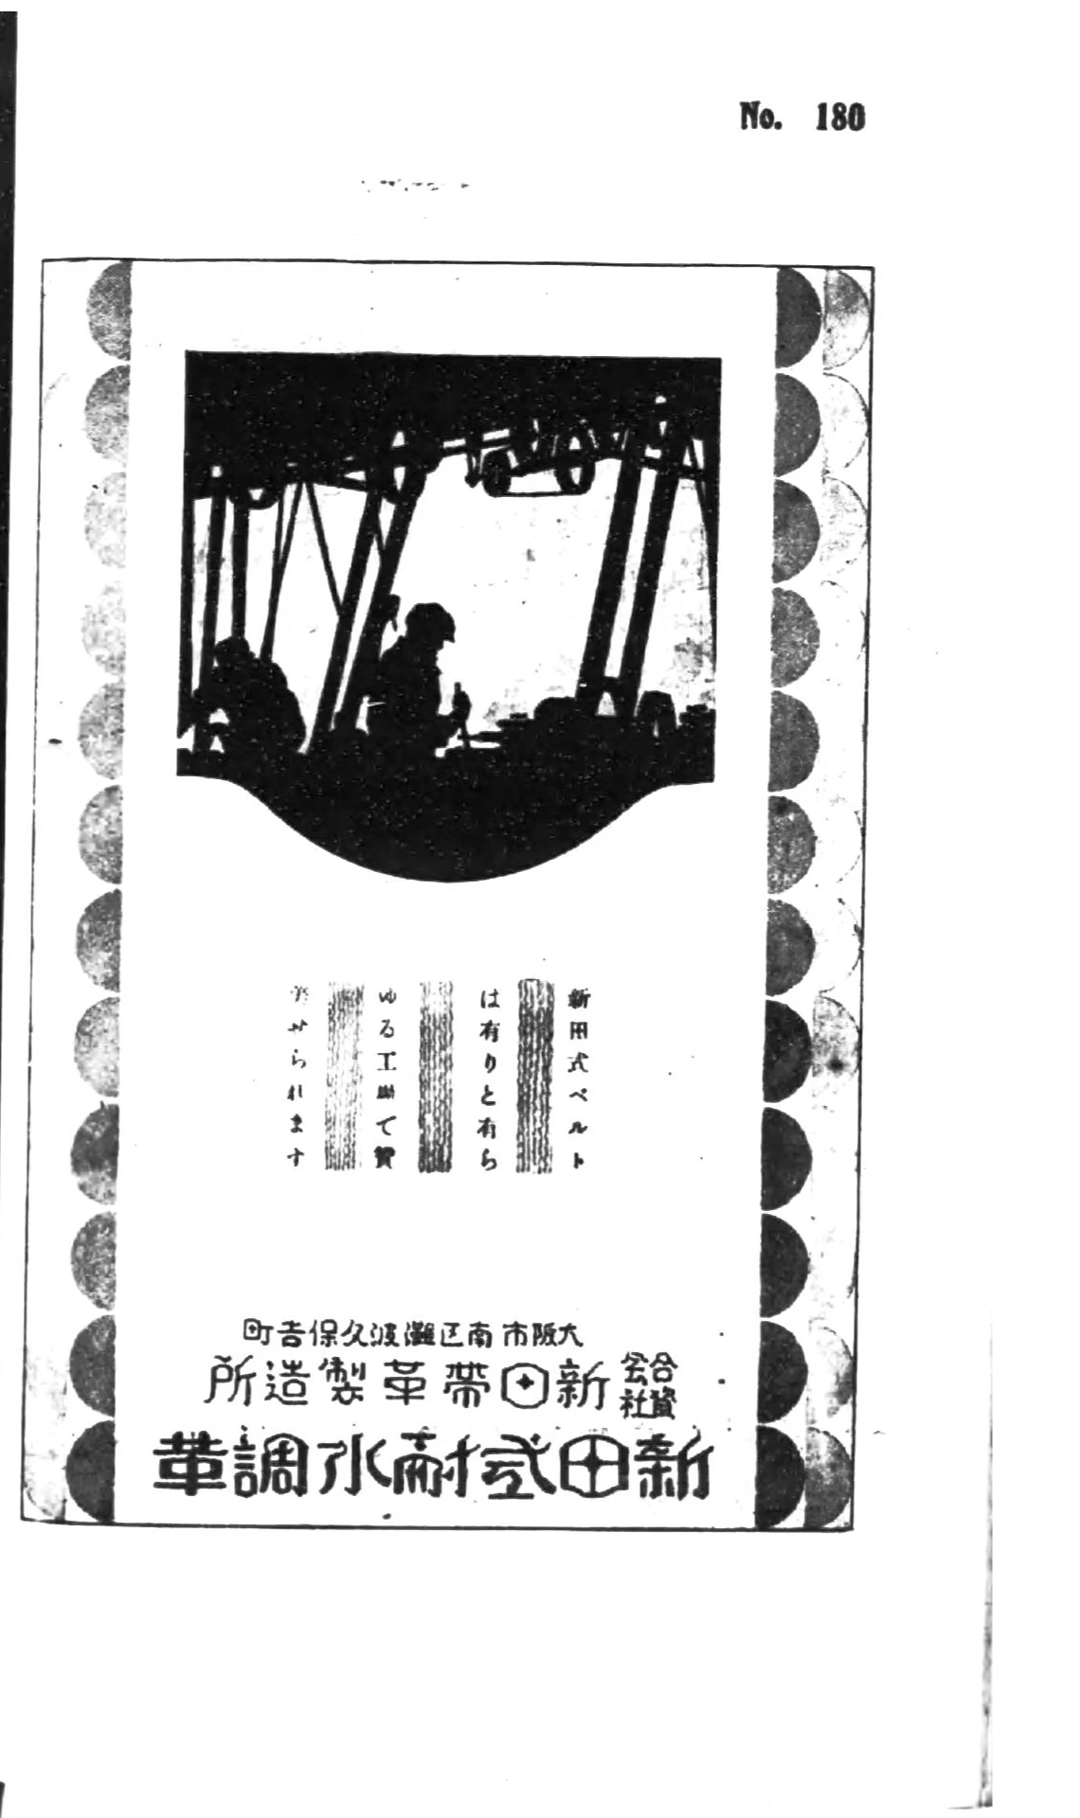 No. 180
新田式ベルト
は有りと有ら
ゆる工場で賛
美せられます
大阪市南区難波久保吉町
合資会社
新田帯革製造所
新田式耐水調革